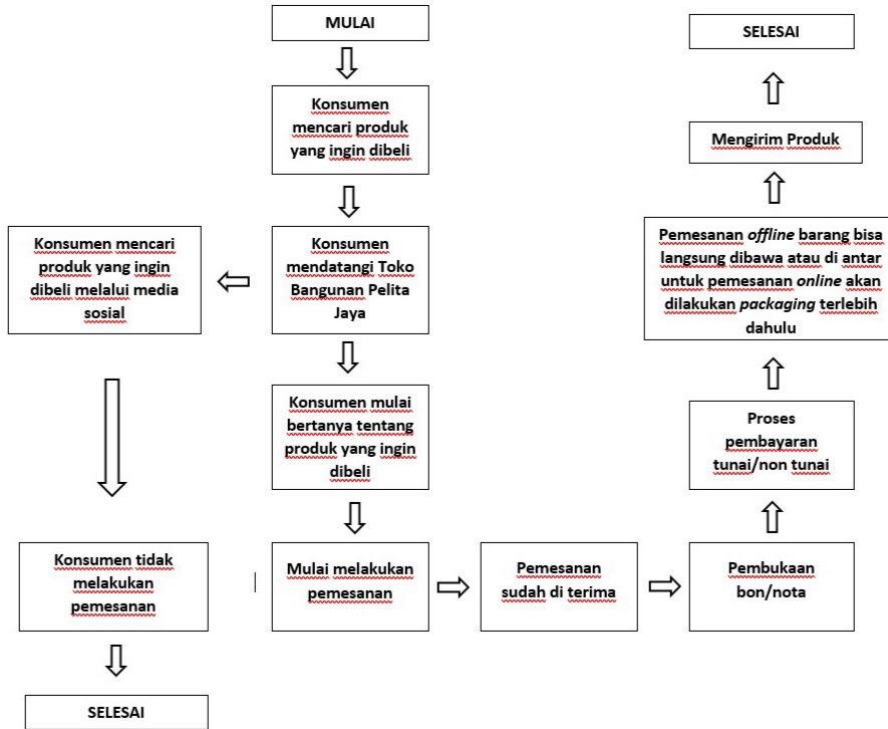 MULAI
Konsumen
mencari produk
yang ingin dibeli
Konsumen
mendatangi Toko
Bangunan Pelita
Jaya
Konsumen mencari
produk yang ingin
dibeli melalui media
sosial
Konsumen tidak
melakukan
pemesanan
SELESAI
Konsumen mulai
bertanya tentang
produk yang ingin
dibeli
Mulai melakukan
pemesanan
Pemesanan
sudah di terima
Pembukaan
bon/nota
Proses
pembayaran
tunai/non tunai
Pemesanan offline barang bisa
langsung dibawa atau di antar
untuk pemesanan online akan
dilakukan packaging terlebih
dahulu
Mengirim Produk
SELESAI